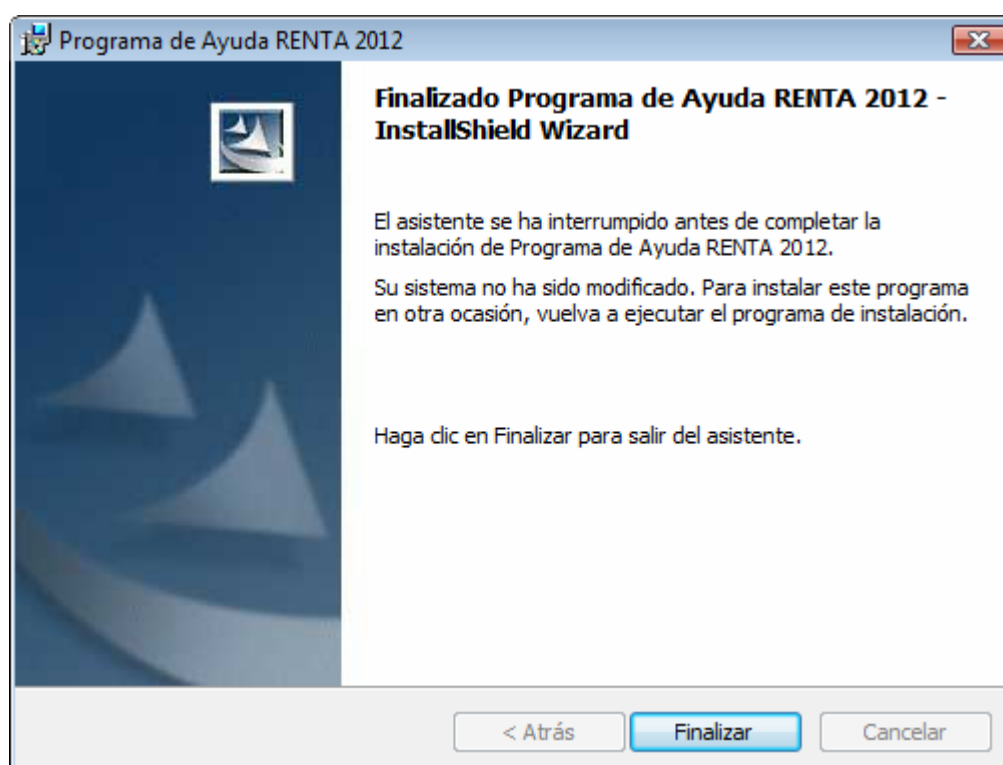 Programa de Ayuda RENTA 2012
Finalizado Programa de Ayuda RENTA 2012 -
InstallShield Wizard
El asistente se ha interrumpido antes de completar la
instalación de Programa de Ayuda RENTA 2012.
Su sistema no ha sido modificado. Para instalar este programa
en otra ocasión, vuelva a ejecutar el programa de instalación.
Haga clic en Finalizar para salir del asistente.
< Atrás
Finalizar
Cancelar